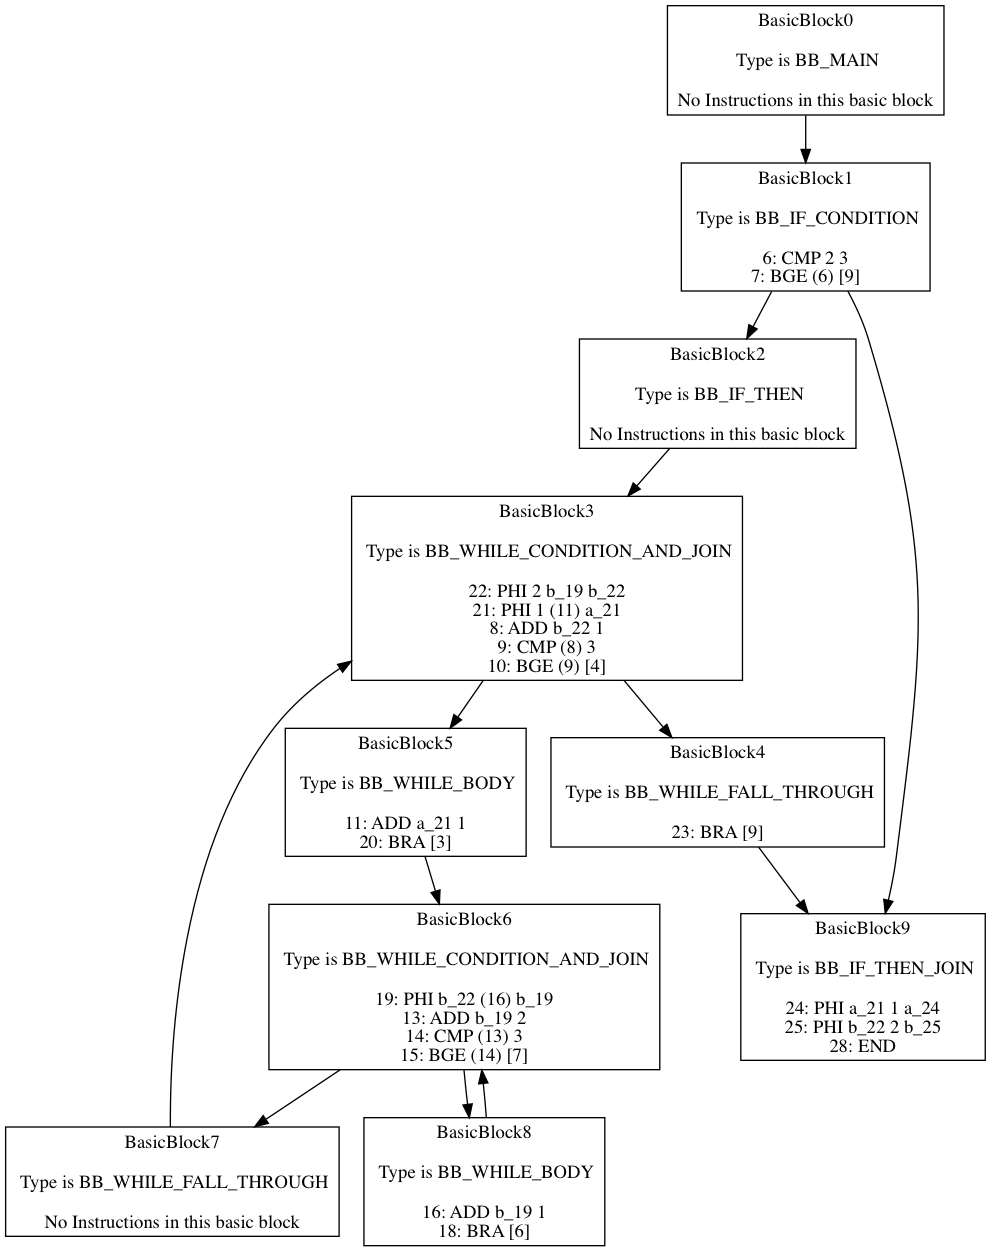 BasicBlock0
Type is BB_MAIN
No Instructions in this basic block
BasicBlock1
Type is BB_IF_CONDITION
6: CMP 2 3
7: BGE (6) [9]
BasicBlock2
Type is BB_IF_THEN
No Instructions in this basic block
BasicBlock3
Type is BB_WHILE_CONDITION_AND_JOIN
22: PHI 2 b_19 b_22
21: PHI 1 (11) a_21
8: ADD b_22 1
9: CMP (8) 3
10: BGE (9) [4]
BasicBlock5
Type is BB_WHILE_BODY
11: ADD a_21 1
20: BRA [3]
BasicBlock4
Type is BB_WHILE_FALL_THROUGH
23: BRA [9]
BasicBlock6
Type is BB_WHILE_CONDITION_AND_JOIN
19: PHI b_22 (16) b_19
13: ADD b_19 2
14: CMP (13) 3
15: BGE (14) [7]
BasicBlock9
Type is BB_IF_THEN_JOIN
24: PHI a_21 1 a_24
25: PHI b_22 2 b_25
28: END
BasicBlock7
Type is BB_WHILE_FALL_THROUGH
No Instructions in this basic block
BasicBlock8
Type is BB_WHILE_BODY
16: ADD b_19 1
18: BRA [6]